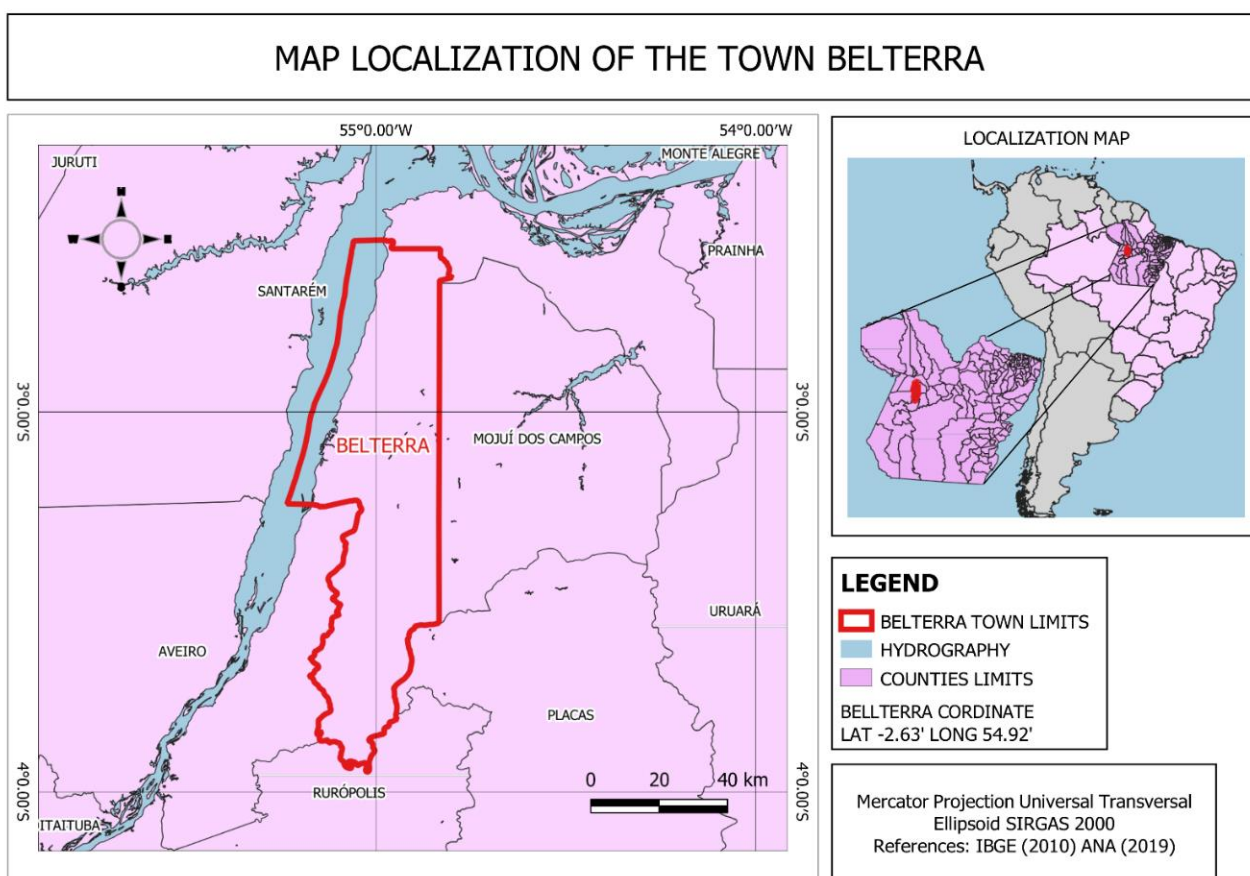 MAP LOCALIZATION OF THE TOWN BELTERRA
55°0.00'W
54°0.00'W
JURUTI
MONTE ALEGRE
PRAINHA
SANTARÉM
3°0.00'S
3°0.00'S
BELTERRA
MOJUÍ DOS CAMPOS
URUARÁ
AVEIRO
PLACAS
4°0.00'S
4°0.00'S
RURÓPOLIS
ITAITUBA
0 20 40 km
LOCALIZATION MAP
LEGEND
BELTERRA TOWN LIMITS
HYDROGRAPHY
COUNTIES LIMITS
BELLTERRA CORDINATE
LAT -2.63' LONG 54.92'
Mercator Projection Universal Transversal
Ellipsoid SIRGAS 2000
References: IBGE (2010) ANA (2019)